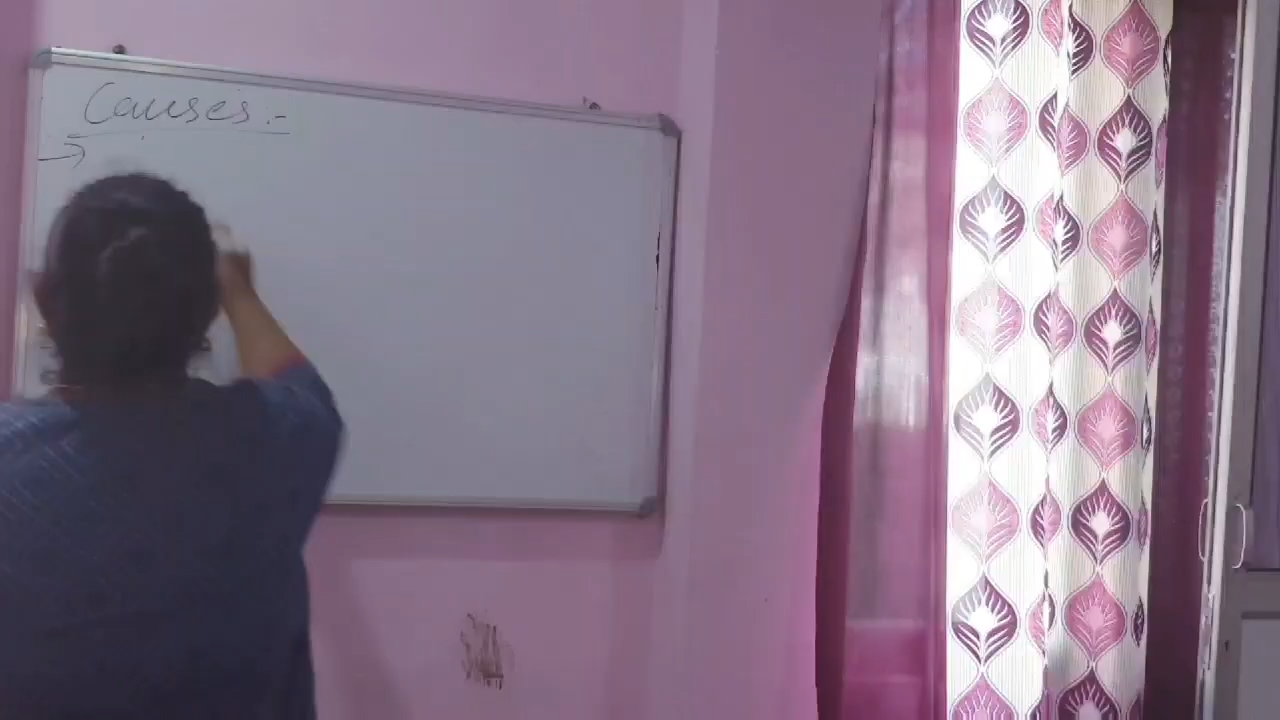 Causes :-
→